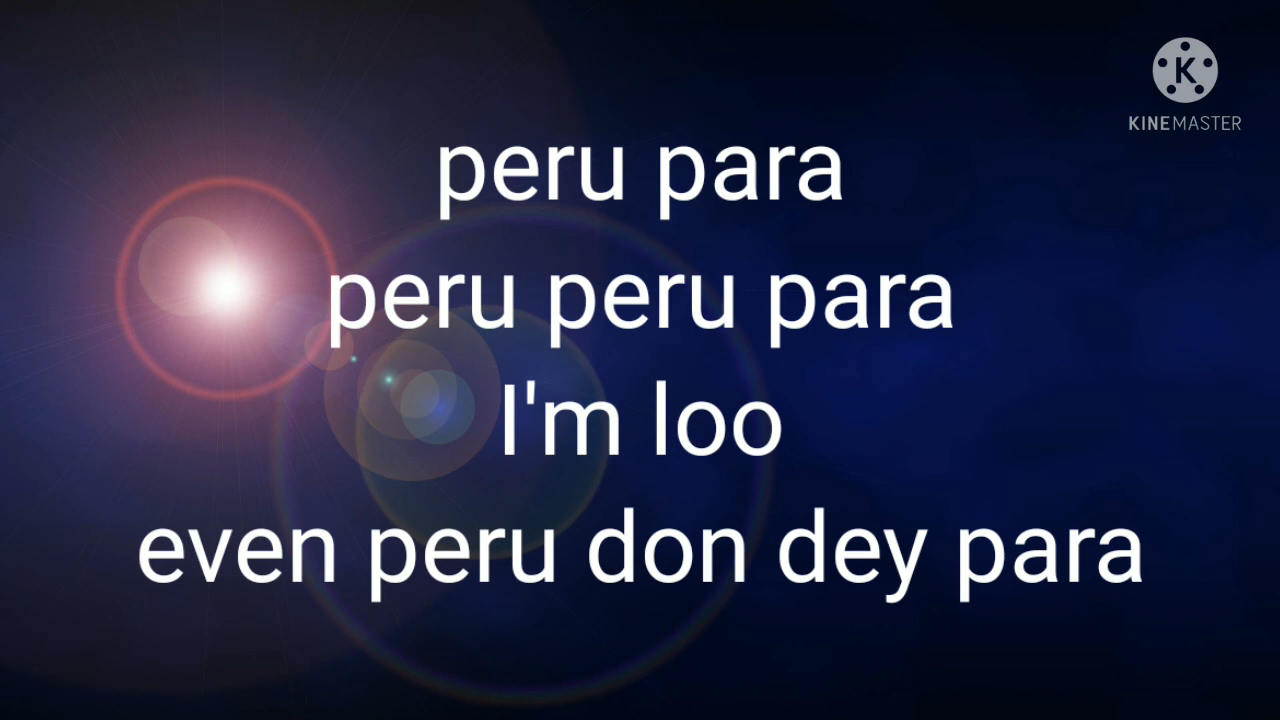 peru para
peru peru para
I'm loo
even peru don dey para
K
KINEMASTER